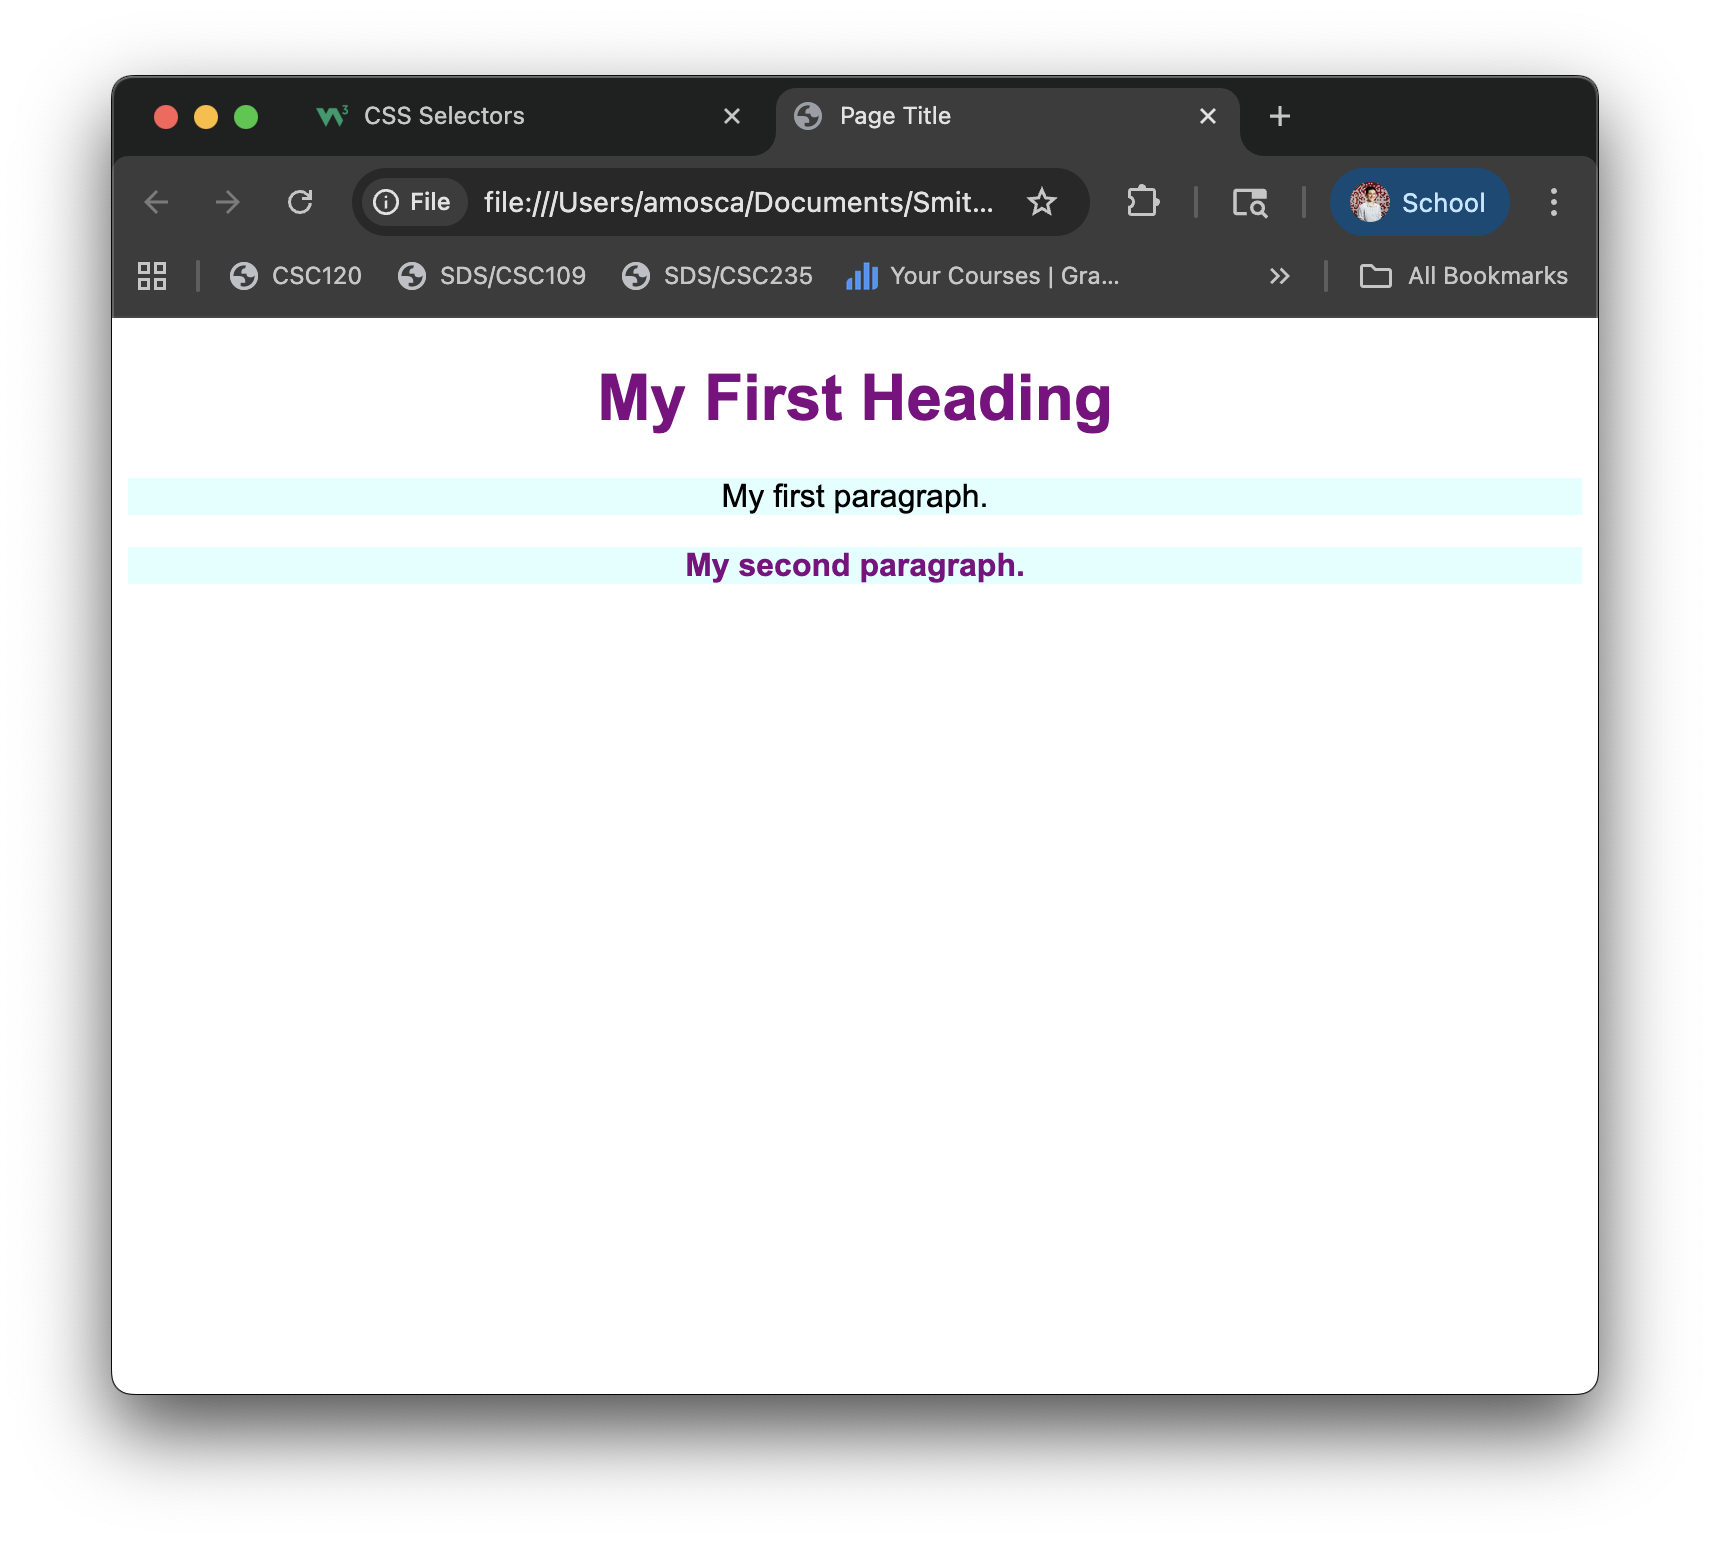 CSS Selectors
Page Title
File file:///Users/amosca/Documents/Smit... School
CSC120 SDS/CSC109 SDS/CSC235 Your Courses | Gra... All Bookmarks
My First Heading
My first paragraph.
My second paragraph.